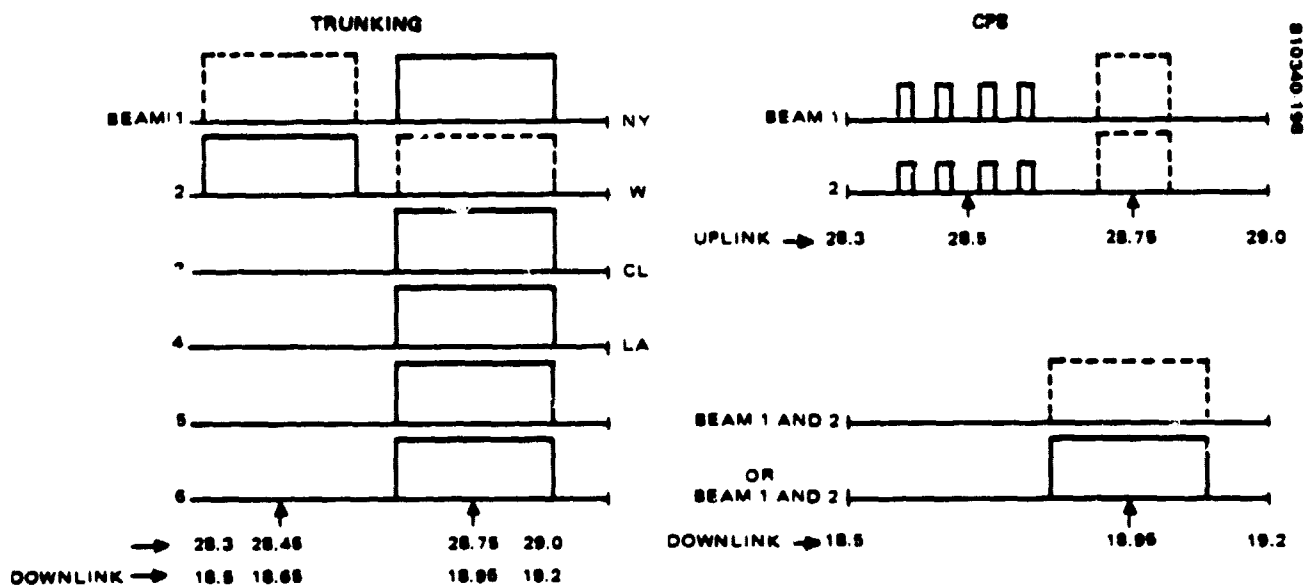 TRUNKING
BEAM 1 NY
2 W
CL
4 LA
5
6
28.3 28.45 28.75 29.0
DOWNLINK 18.5 18.65 18.95 19.2
CPS
BEAM 1
2
UPLINK 28.3 28.5 28.75 29.0
BEAM 1 AND 2
OR
BEAM 1 AND 2
DOWNLINK 18.5 18.95 19.2
810340-198